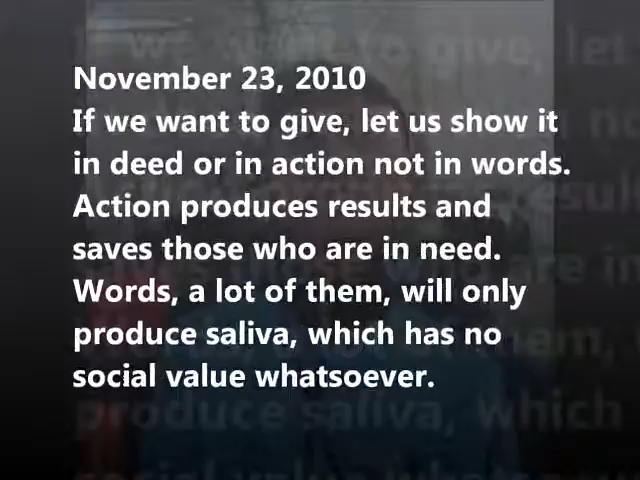 November 23, 2010
If we want to give, let us show it
in deed or in action not in words.
Action produces results and
saves those who are in need.
Words, a lot of them, will only
produce saliva, which has no
social value whatsoever.